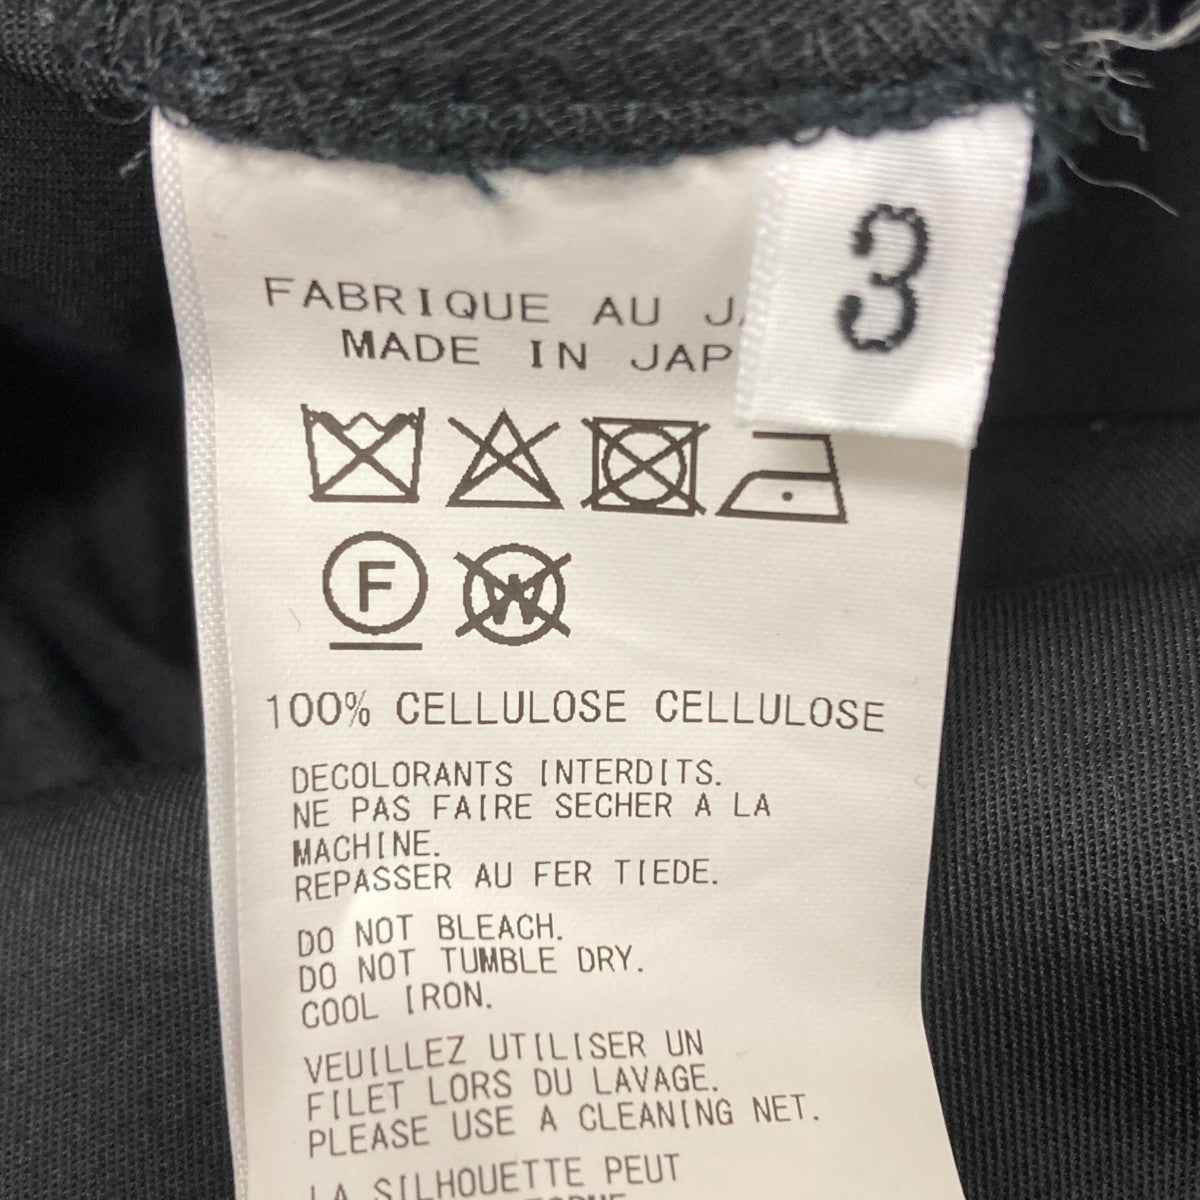 3
FABRIQUE AU
MADE IN
F
W
100% CELLULOSE CELLULOSE
DECOLORANTS INTERDITS.
NE PAS FAIRE SECHER A LA
MACHINE.
REPASSER AU FER TIEDE.
DO NOT BLEACH.
DO NOT TUMBLE DRY.
COOL IRON.
VEUILLEZ UTILISER UN
FILET LORS DU LAVAGE.
PLEASE USE A CLEANING NET.
LA SILHOUETTE PEUT